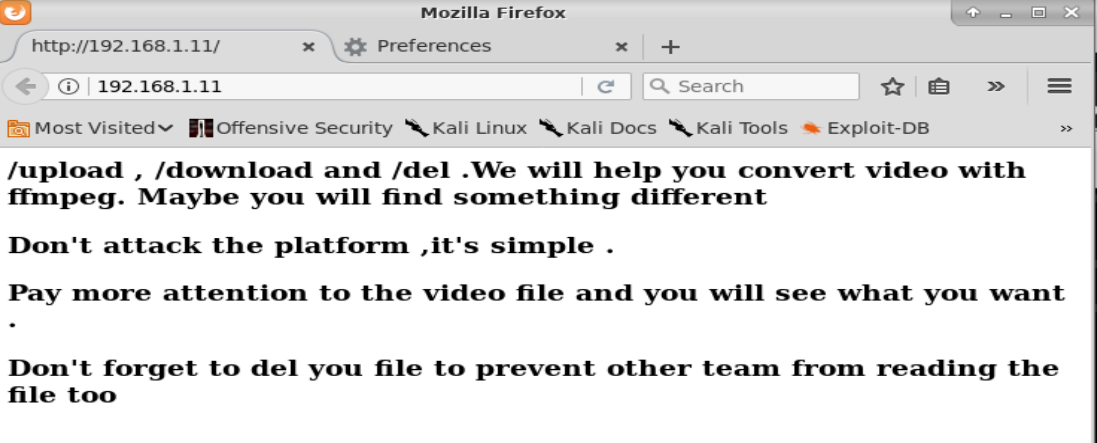 Mozilla Firefox
http://192.168.1.11/
Preferences
192.168.1.11
Search
Most Visited
Offensive Security
Kali Linux
Kali Docs
Kali Tools
Exploit-DB
/upload , /download and /del .We will help you convert video with
ffmpeg. Maybe you will find something different
Don't attack the platform ,it's simple .
Pay more attention to the video file and you will see what you want
.
Don't forget to del you file to prevent other team from reading the
file too